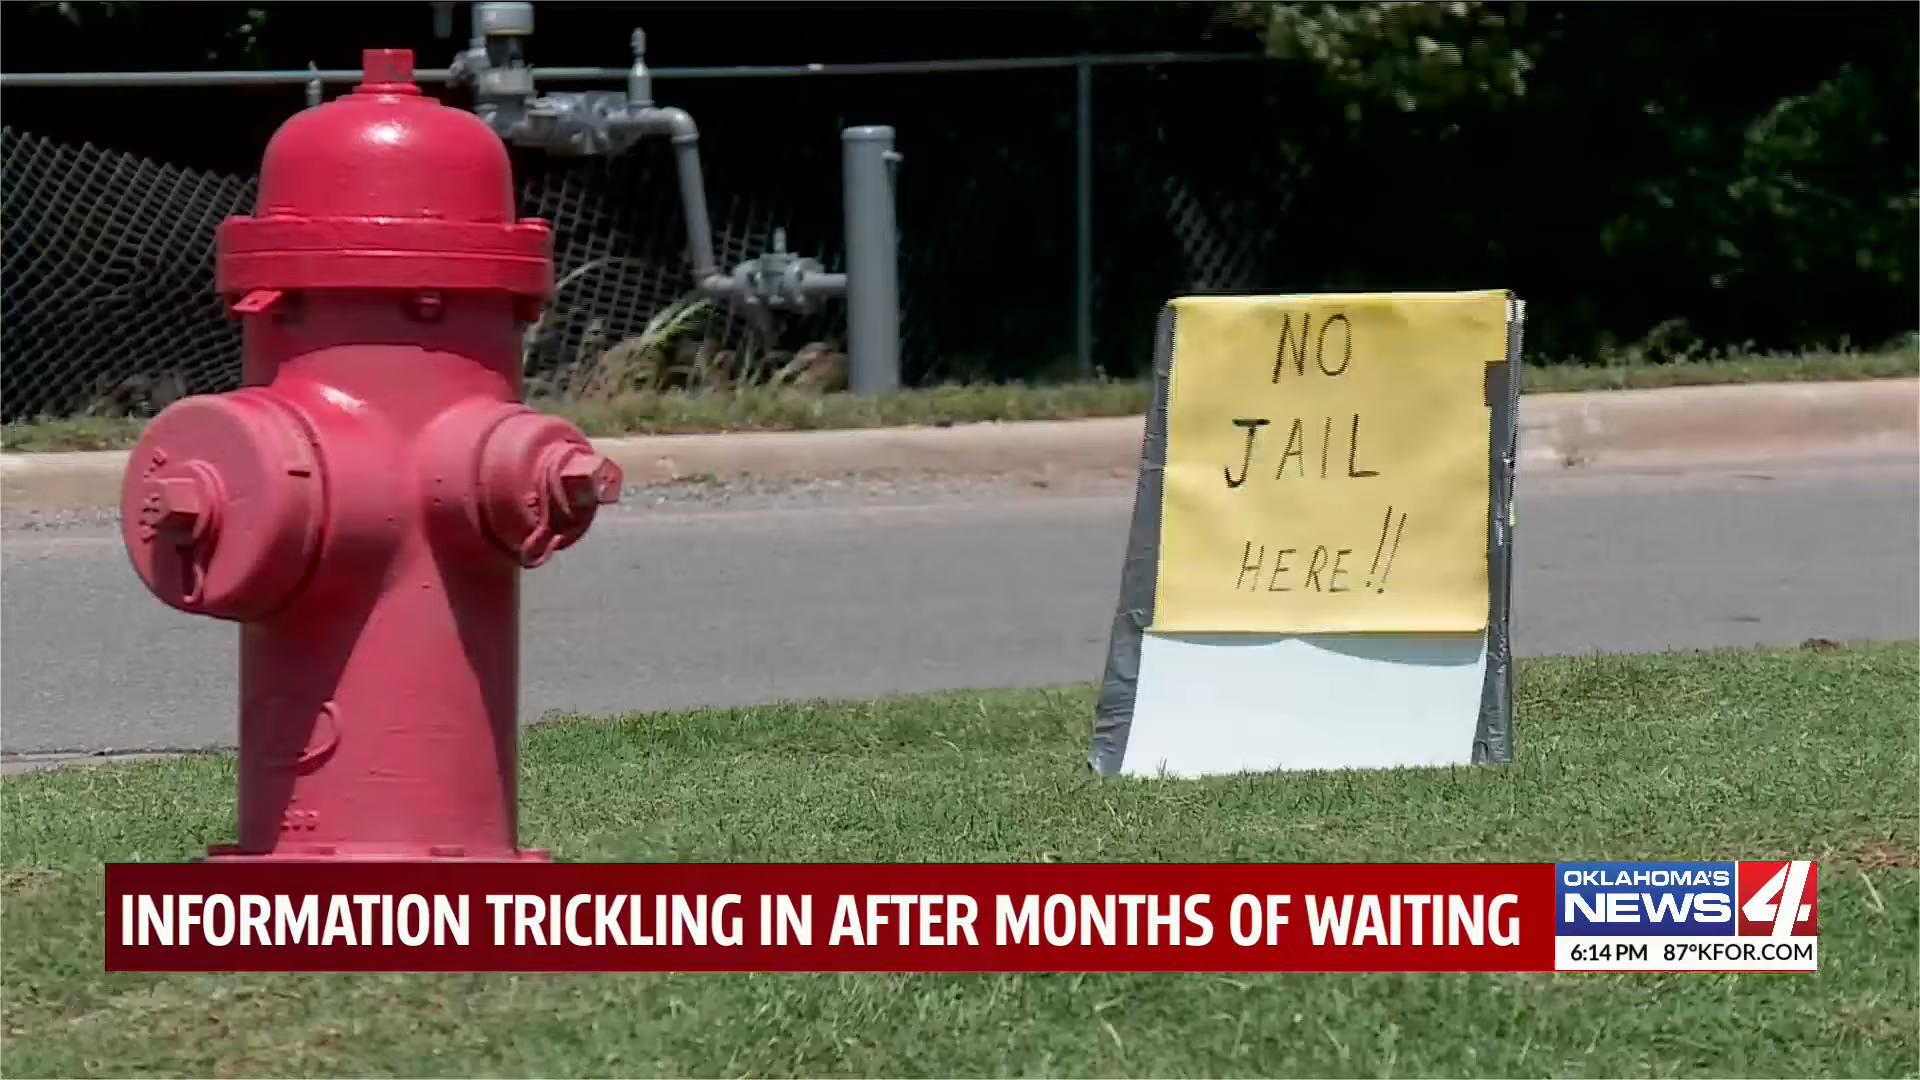 NO
JAIL
HERE!!
INFORMATION TRICKLING IN AFTER MONTHS OF WAITING
OKLAHOMA'S
NEWS 4
6:14 PM 87° KFOR.COM